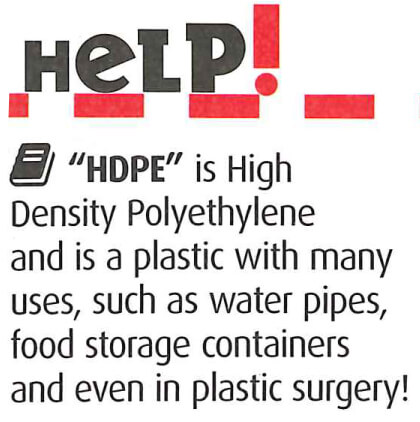 HeLP!
"HDPE" is High
Density Polyethylene
and is a plastic with many
uses, such as water pipes,
food storage containers
and even in plastic surgery!